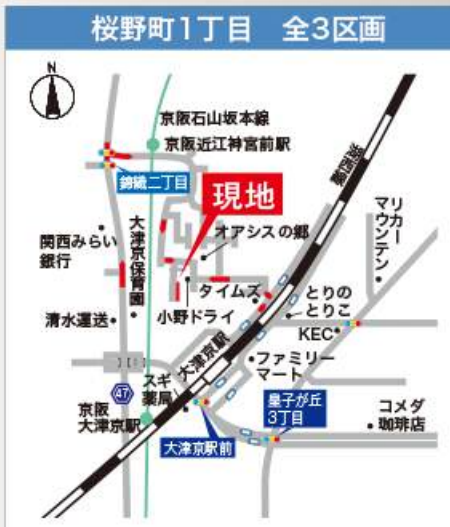 桜野町1丁目 全3区画
N
京阪石山坂本線
京阪近江神宮前駅
湖西線
錦織二丁目
現地
リカー
マウンテン
オアシスの郷
関西みらい
銀行
大津京保育園
タイムズ
とりの
とりこ
清水運送
小野ドライ
KEC
大津京駅
ファミリー
マート
スギ
薬局
47
皇子が丘
3丁目
京阪
大津京駅
コメダ
珈琲店
大津京駅前